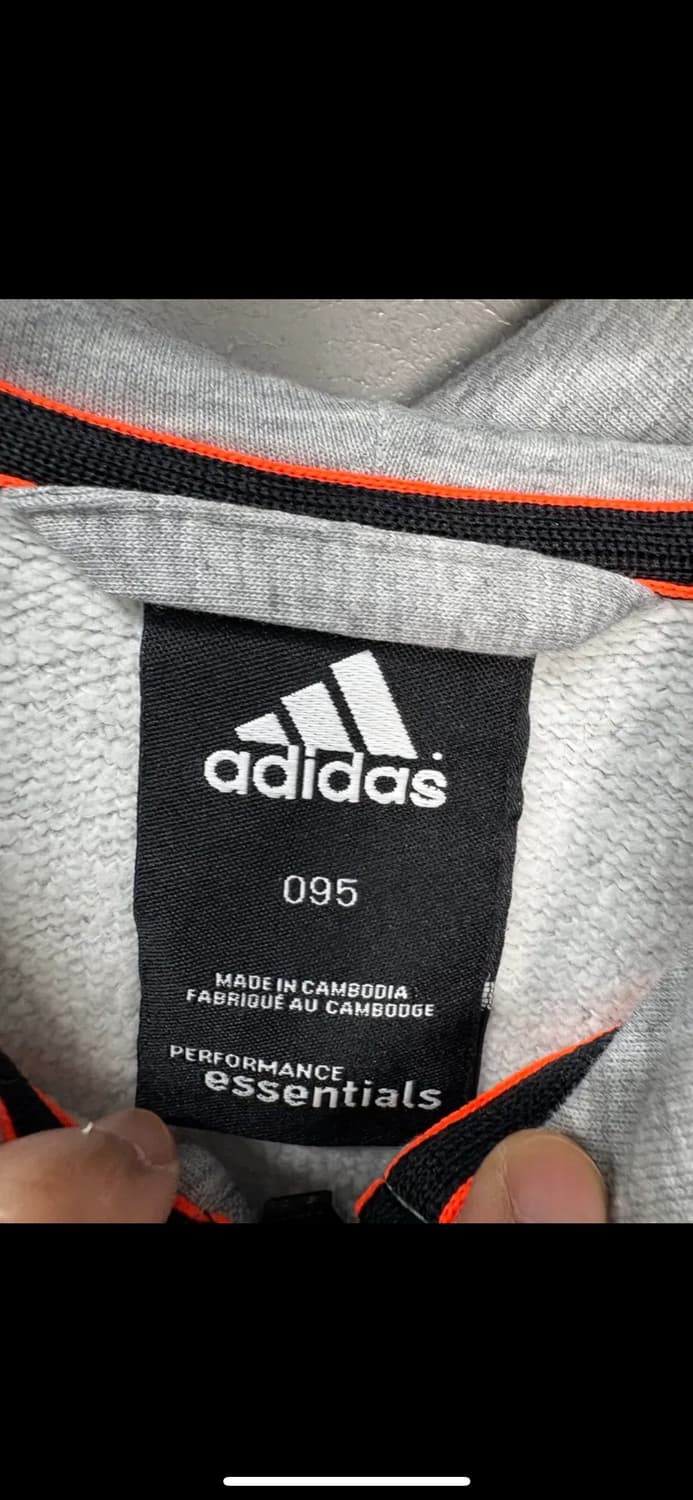 adidas
095
MADE IN CAMBODIA
FABRIQUÉ AU CAMBODGE
PERFORMANCE
essentials